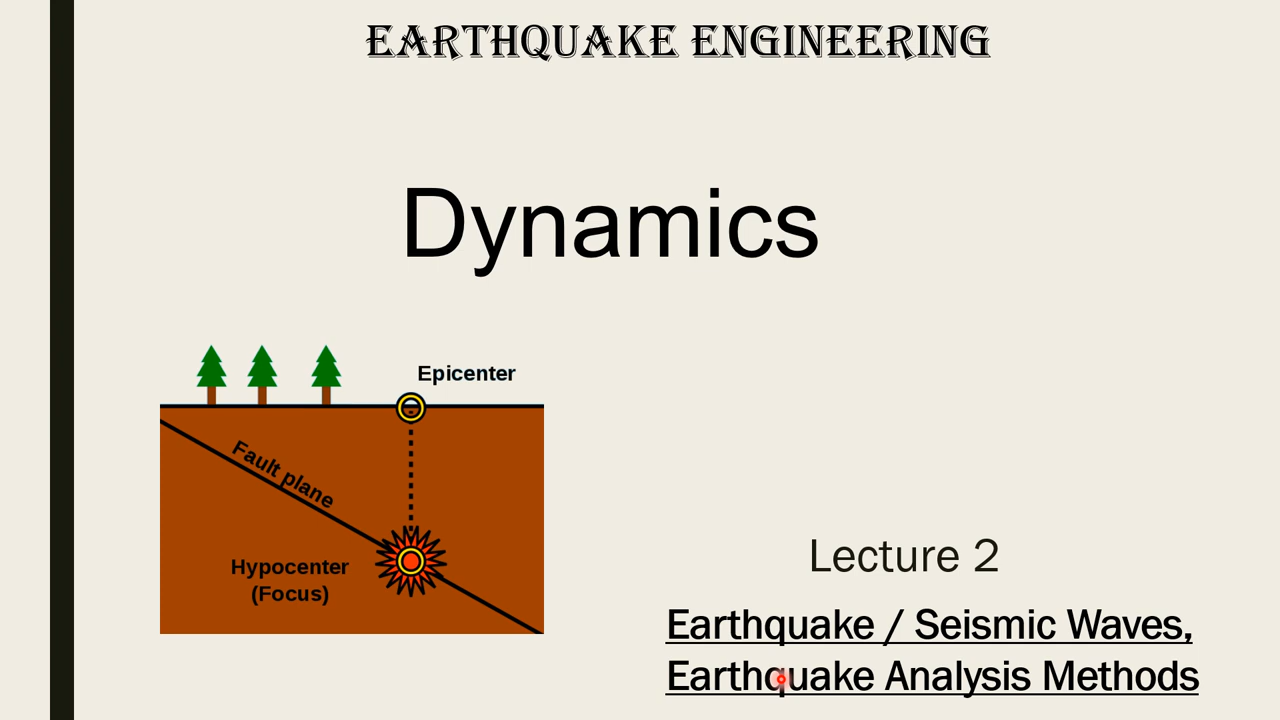 EARTHQUAKE ENGINEERING
Dynamics
Epicenter
Fault plane
Hypocenter
(Focus)
Lecture 2
Earthquake / Seismic Waves,
Earthquake Analysis Methods